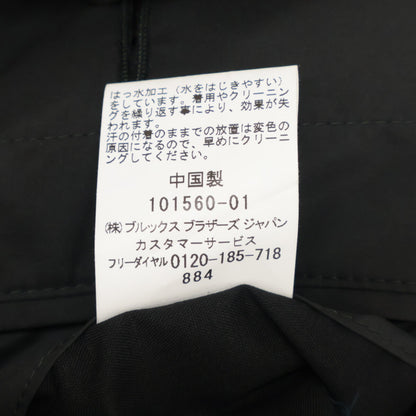 はっ水加工（水をはじきやすい）
をしています。着用やクリーニン
グを繰り返す事により、効果が失
われます。
汗の付着のままでの放置は変色の
原因になるので、早めにクリーニ
ングしてください。
中国製
101560-01
（株）ブルックス ブラザーズ ジャパン
カスタマーサービス
フリーダイヤル 0120-185-718
884